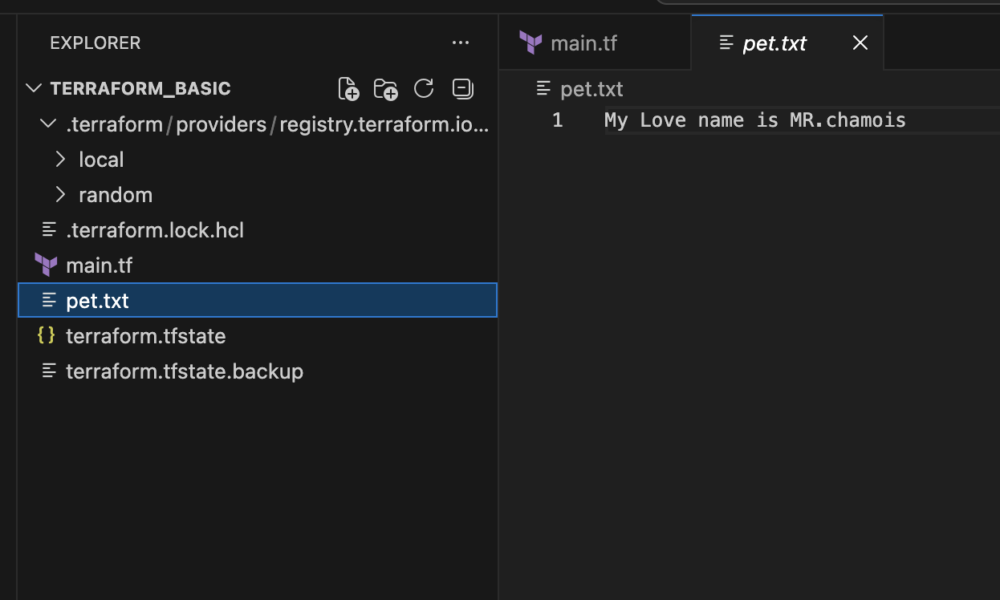 EXPLORER
TERRAFORM_BASIC
.terraform/providers/registry.terraform.io...
local
random
.terraform.lock.hcl
main.tf
pet.txt
{} terraform.tfstate
terraform.tfstate.backup
main.tf
pet.txt
pet.txt
1 My Love name is MR.chamois